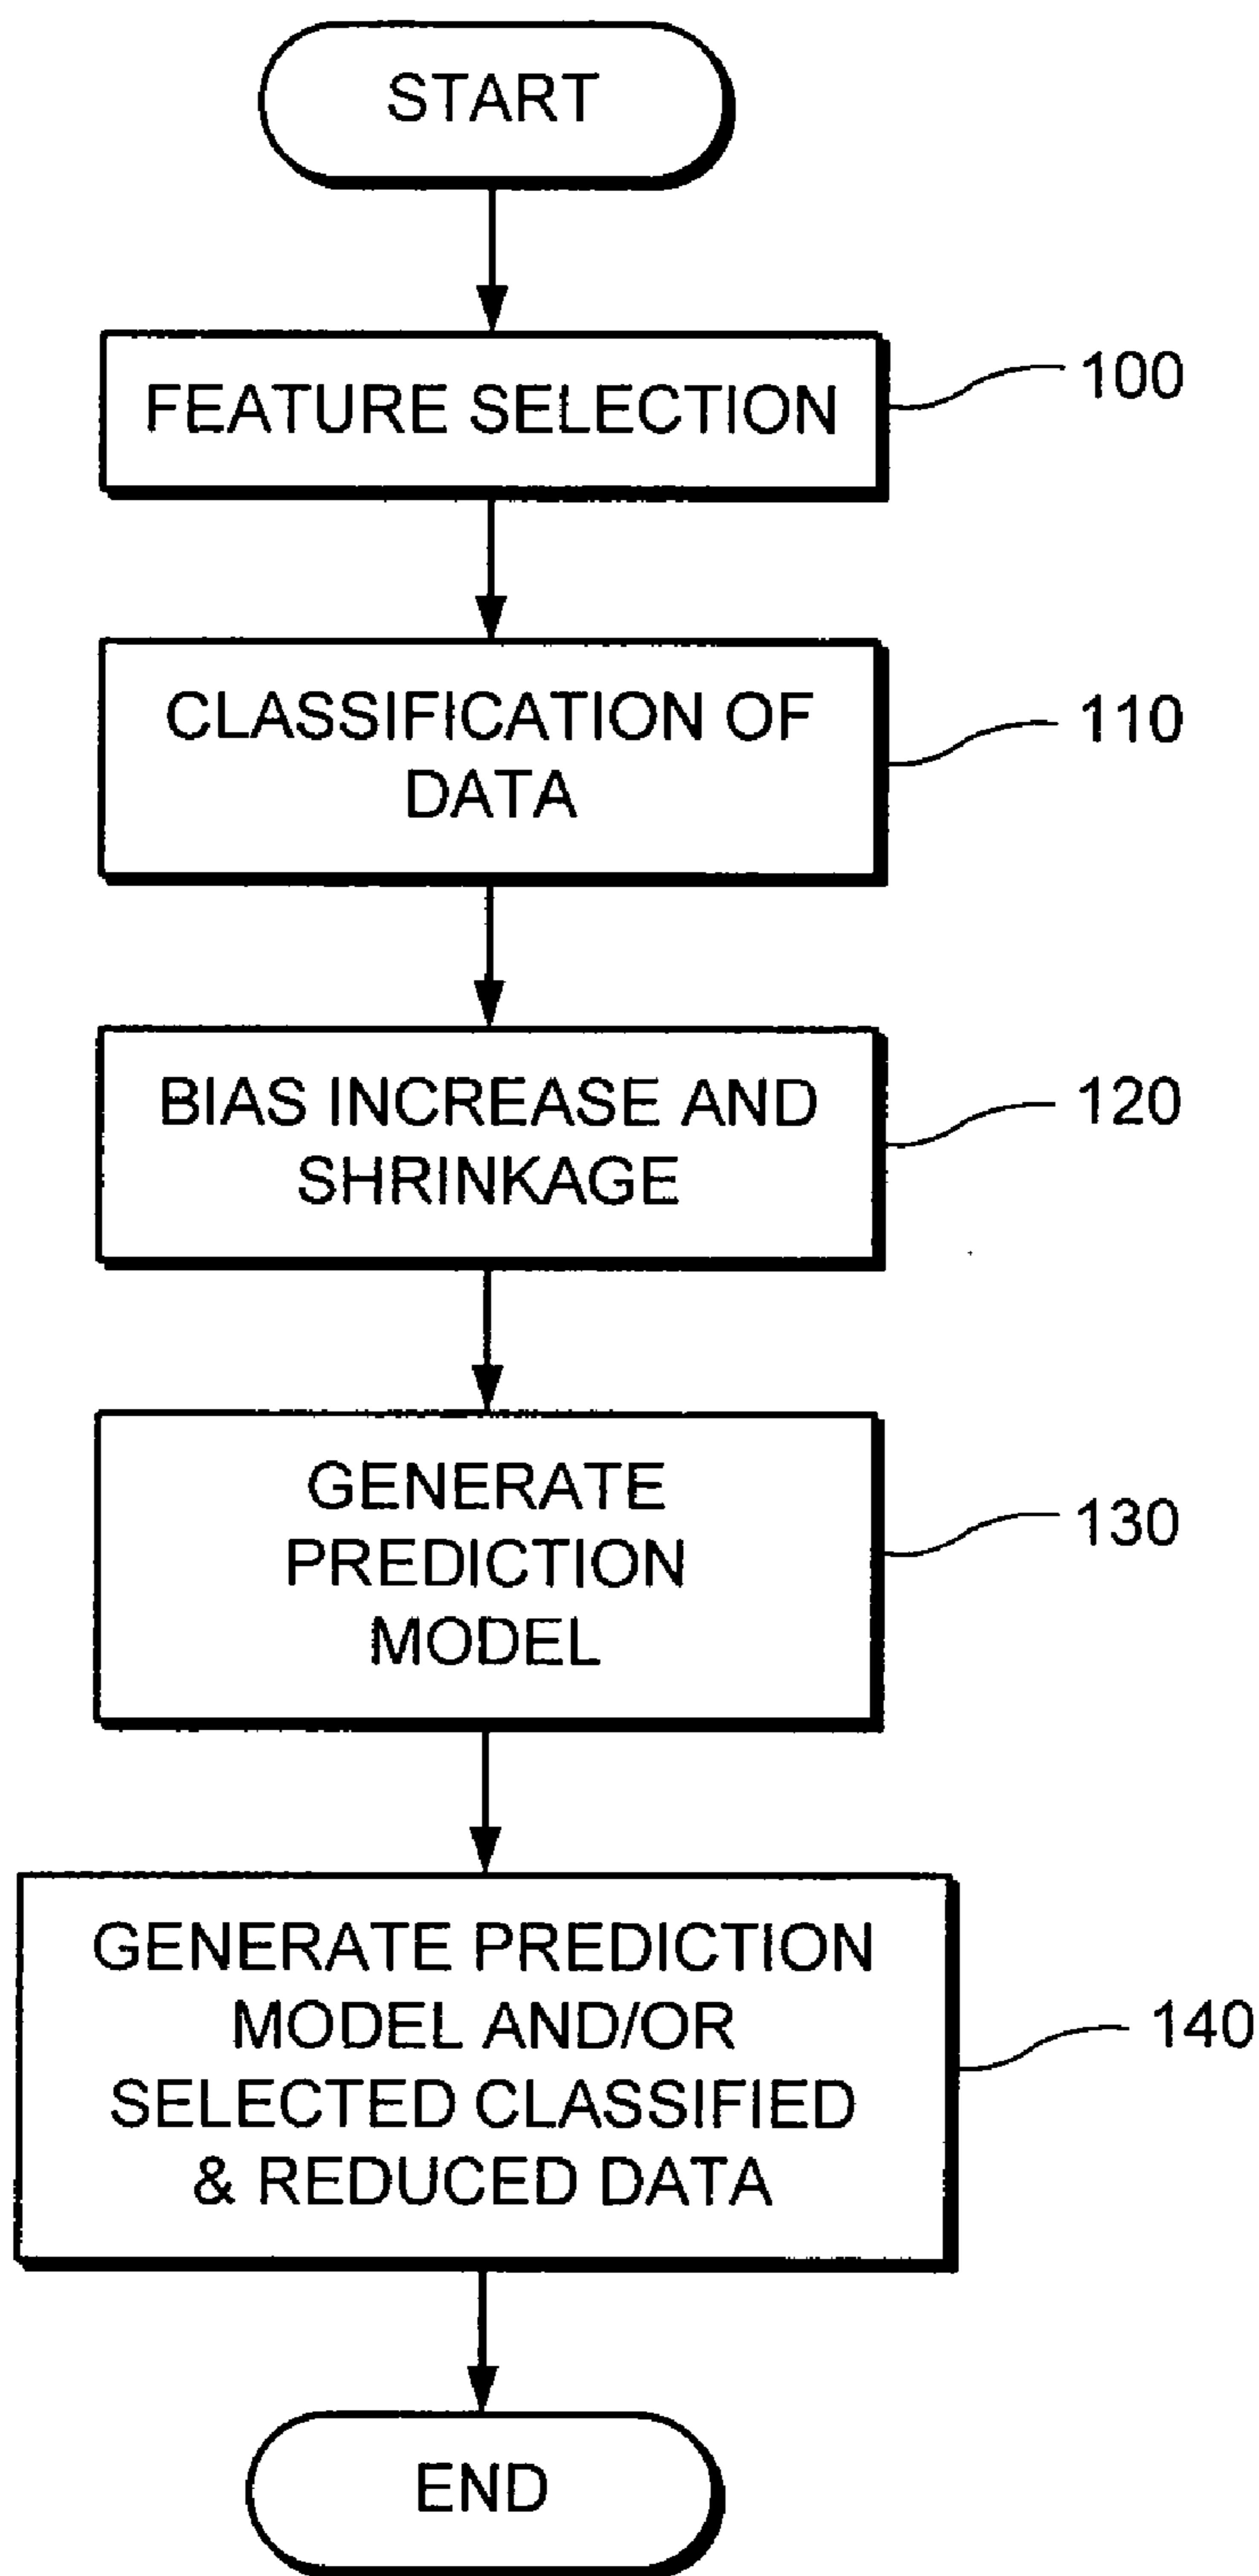 START
FEATURE SELECTION
100
CLASSIFICATION OF
DATA
110
BIAS INCREASE AND
SHRINKAGE
120
GENERATE
PREDICTION
MODEL
130
GENERATE PREDICTION
MODEL AND/OR
SELECTED CLASSIFIED
& REDUCED DATA
140
END